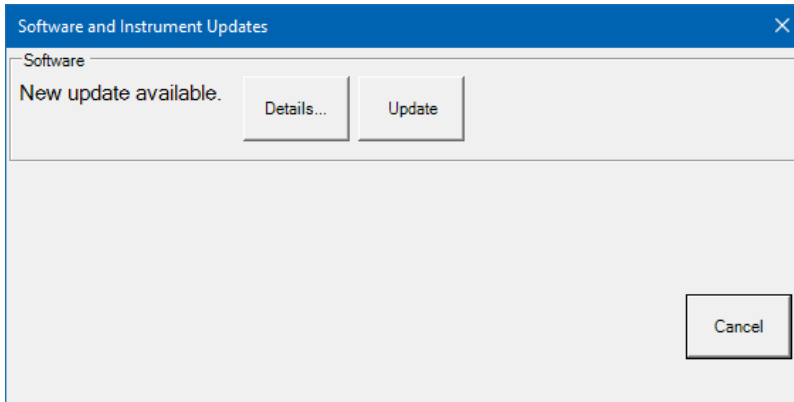 Software and Instrument Updates
Software
New update available.
Details...
Update
Cancel